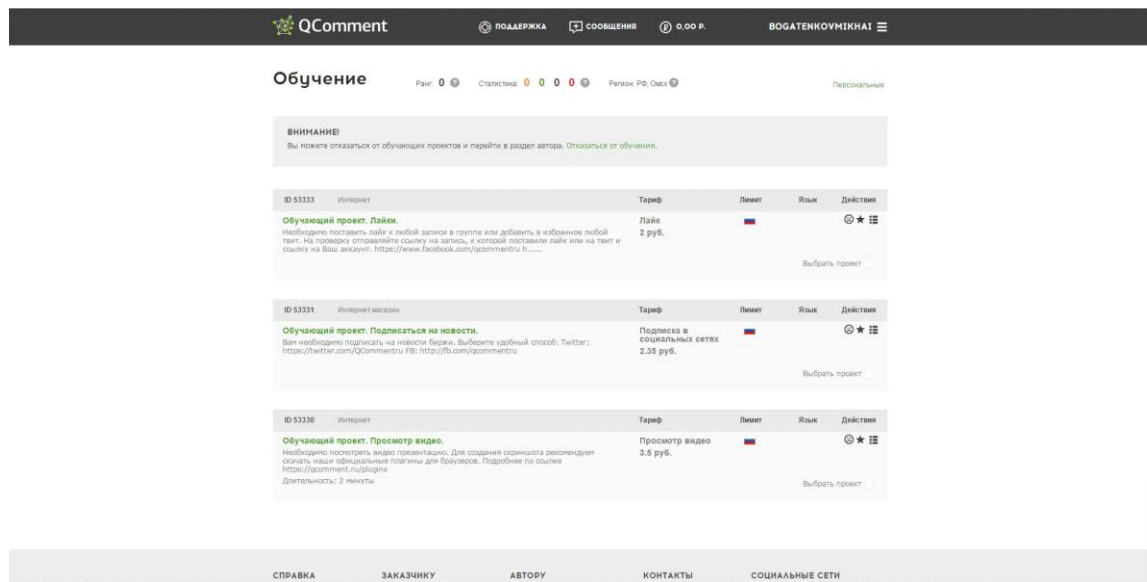 QComment
ПОДДЕРЖКА СООБЩЕНИЯ 0,00 Р. BOGATENKOVMIKHAI
Обучение Ранг: 0 Статистика: 0 0 0 0 Регион: РФ, Омск Персональные
ВНИМАНИЕ!
Вы можете отказаться от обучающих проектов и перейти в раздел автора. Отказаться от обучения.
ID 53333 Интернет Тариф Лимит Язык Действия
Обучающий проект. Лайки. Лайк
Необходимо поставить лайк к любой записи в группе или добавить в избранное любой 2 руб.
твит. На проверку отправляйте ссылку на запись, к которой поставили лайк или на твит и
ссылку на Ваш аккаунт. https://www.facebook.com/qcommentru h......
Выбрать проект
ID 53331 Интернет магазин Тариф Лимит Язык Действия
Обучающий проект. Подписаться на новости. Подписка в
социальных сетях
Вам необходимо подписать на новости биржи. Выберите удобный способ: Twitter:
https://twitter.com/QCommentru FB: http://fb.com/qcommentru 2.35 руб.
Выбрать проект
ID 53330 Интернет Тариф Лимит Язык Действия
Обучающий проект. Просмотр видео. Просмотр видео
Необходимо посмотреть видео презентацию. Для создания скриншота рекомендуем 3.5 руб.
скачать наши официальные плагины для браузеров. Подробнее по ссылке
https://qcomment.ru/plugins
Длительность: 2 минуты
Выбрать проект
СПРАВКА ЗАКАЗЧИКУ АВТОРУ КОНТАКТЫ СОЦИАЛЬНЫЕ СЕТИ